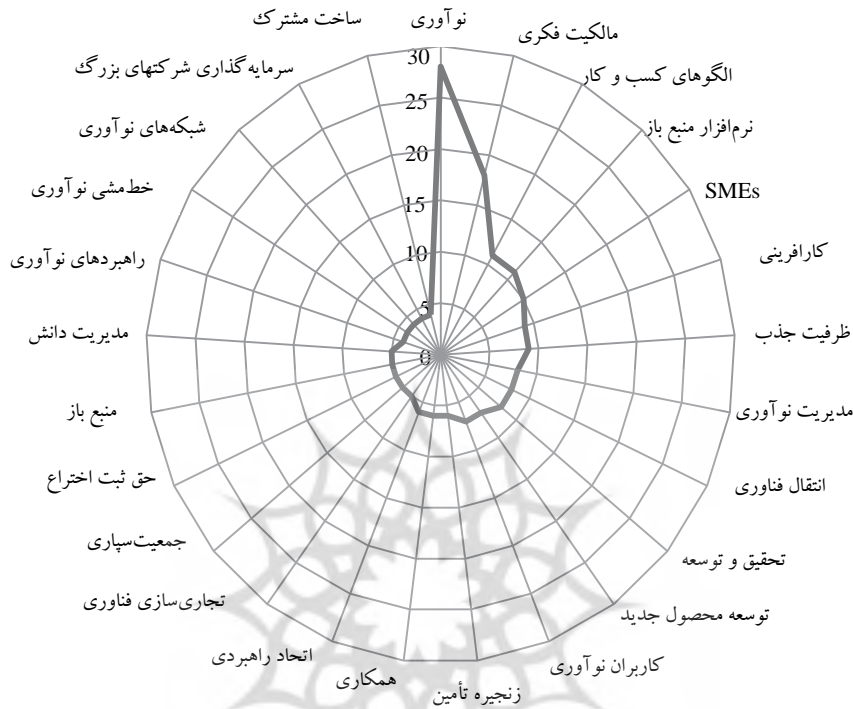 نوآوری
مالکیت فکری
الگوهای کسب و کار
نرم‌افزار منبع باز
SMEs
کارافرینی
ظرفیت جذب
مدیریت نوآوری
انتقال فناوری
تحقیق و توسعه
توسعه محصول جدید
کاربران نوآوری
زنجیره تأمین
همکاری
اتحاد راهبردی
تجاری‌سازی فناوری
جمعیت‌سپاری
حق ثبت اختراع
منبع باز
مدیریت دانش
راهبردهای نوآوری
خط‌مشی نوآوری
شبکه‌های نوآوری
سرمایه‌گذاری شرکتهای بزرگ
ساخت مشترک
30
25
20
15
10
5
0